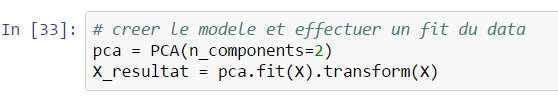 In [33]: # creer le modele et effectuer un fit du data
pca = PCA(n_components=2)
X_resultat = pca.fit(X).transform(X)